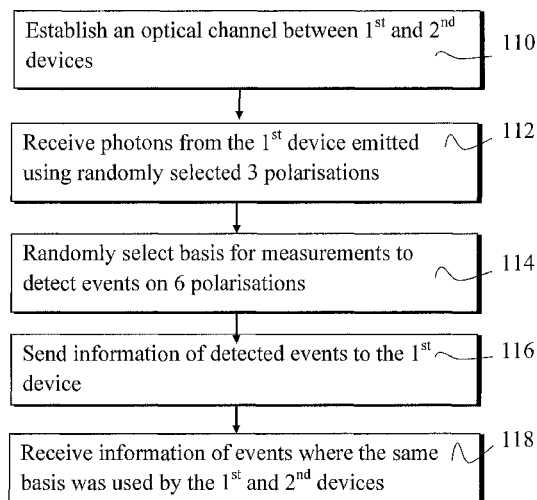 Establish an optical channel between 1st and 2nd
devices
110
Receive photons from the 1st device emitted
using randomly selected 3 polarisations
112
Randomly select basis for measurements to
detect events on 6 polarisations
114
Send information of detected events to the 1st
device
116
Receive information of events where the same
basis was used by the 1st and 2nd devices
118